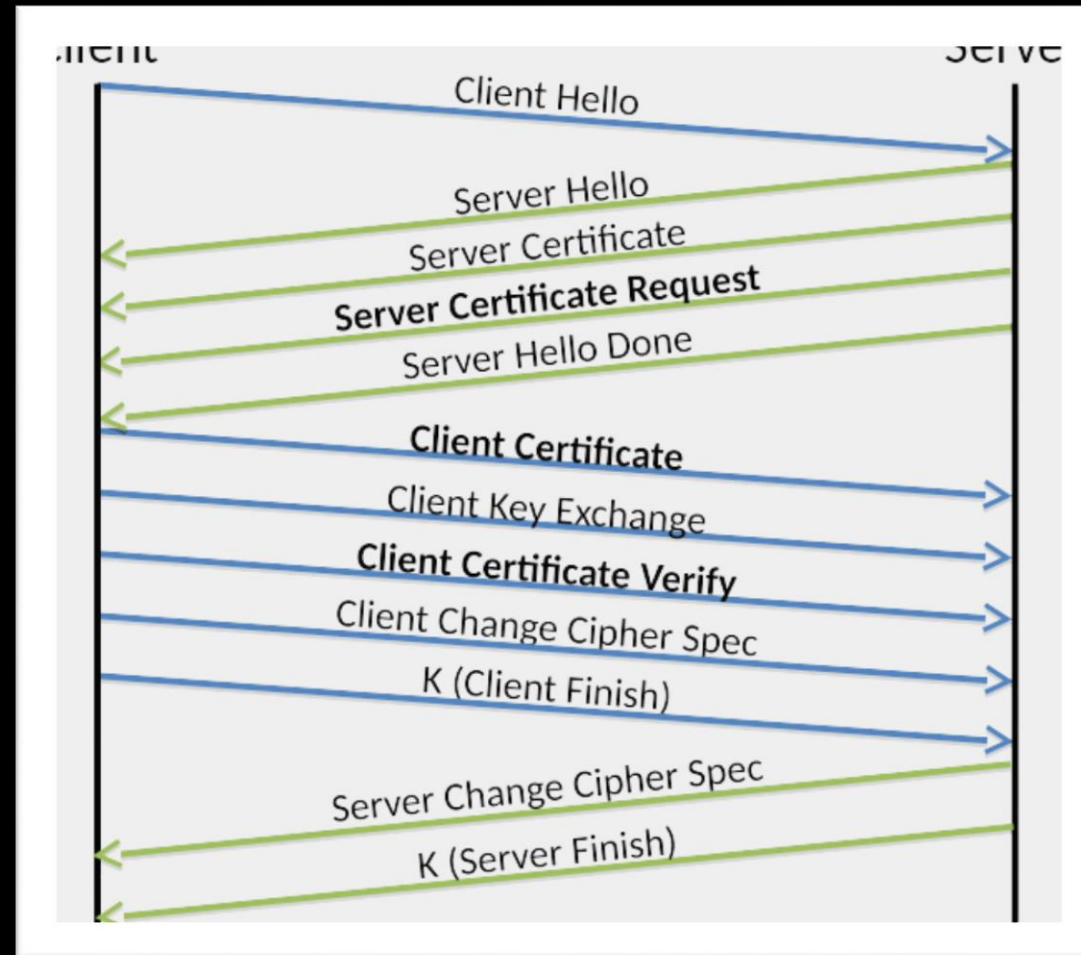 Client Hello
Server Hello
Server Certificate
Server Certificate Request
Server Hello Done
Client Certificate
Client Key Exchange
Client Certificate Verify
Client Change Cipher Spec
K (Client Finish)
Server Change Cipher Spec
K (Server Finish)